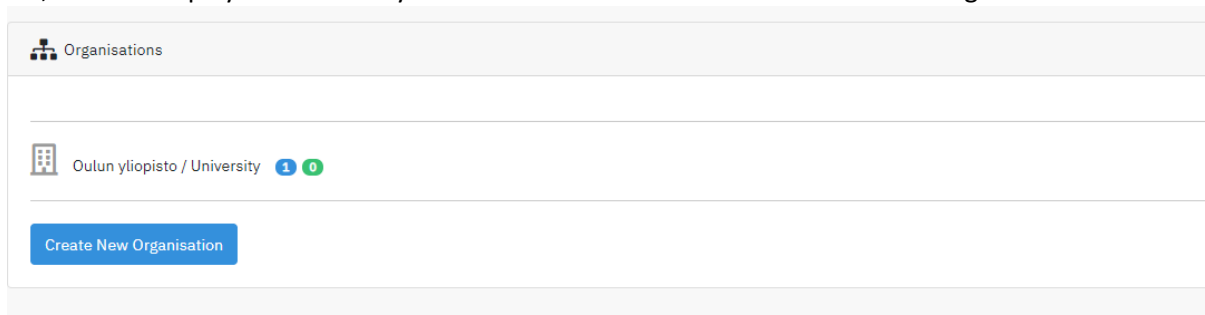 Organisations
Oulun yliopisto / University 1 0
Create New Organisation